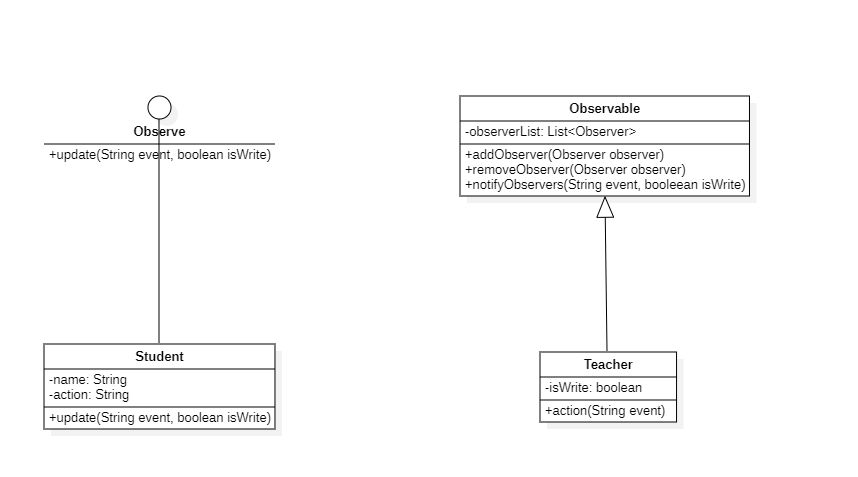 Observe
+update(String event, boolean isWrite)
Student
-name: String
-action: String
+update(String event, boolean isWrite)
Observable
-observerList: List<Observer>
+addObserver(Observer observer)
+removeObserver(Observer observer)
+notifyObservers(String event, booleean isWrite)
Teacher
-isWrite: boolean
+action(String event)